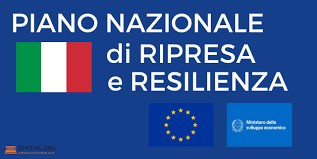 PIANO NAZIONALE
di RIPRESA
e RESILIENZA
Ministero dello
sviluppo economico